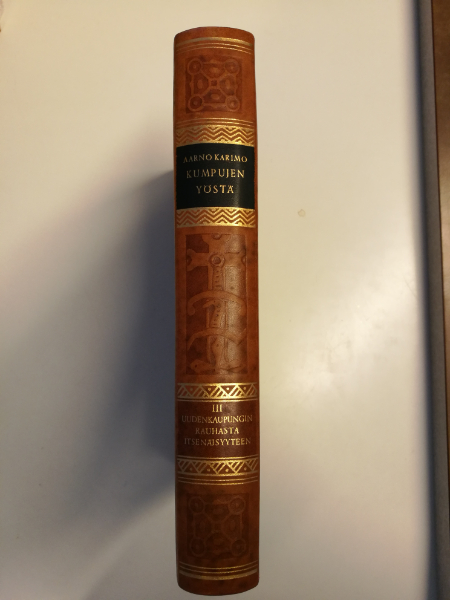 AARNO KARIMO
KUMPUJEN
YÖSTÄ
III
UUDENKAUPUNGIN
RAUHASTA
ITSENÄISYYTEEN